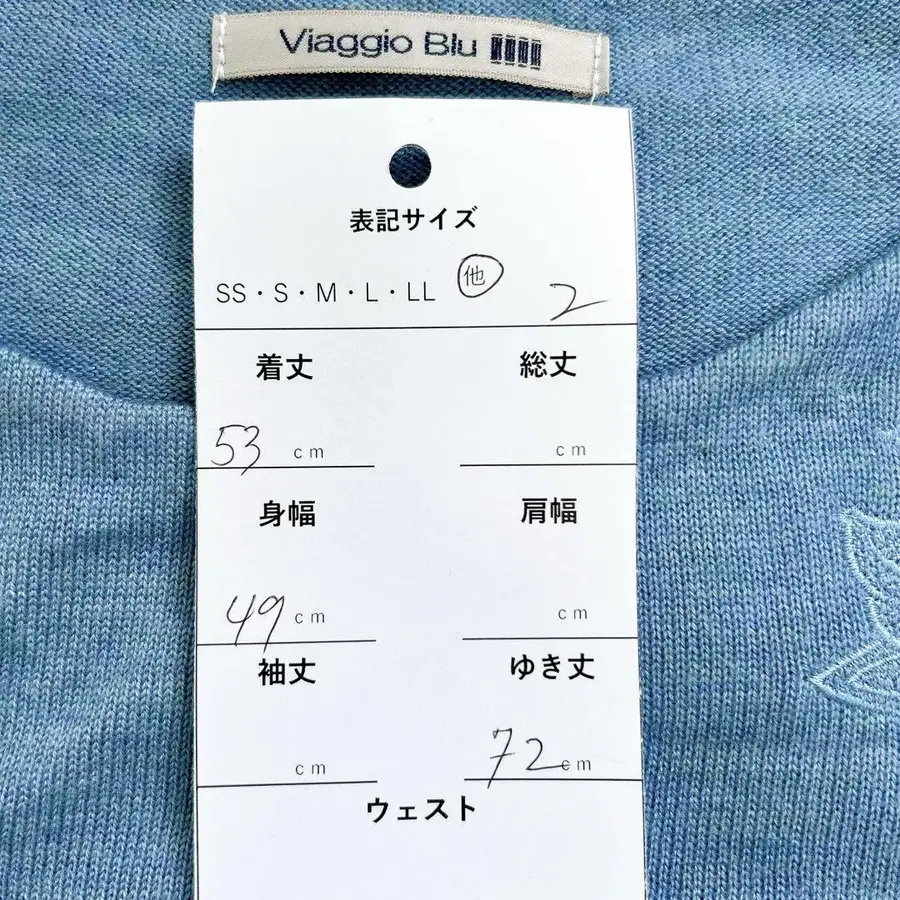 Viaggio Blu
表記サイズ
SS・S・M・L・LL 他 2
着丈 総丈
53 cm cm
身幅 肩幅
49 cm cm
袖丈 ゆき丈
cm 72 cm
ウェスト